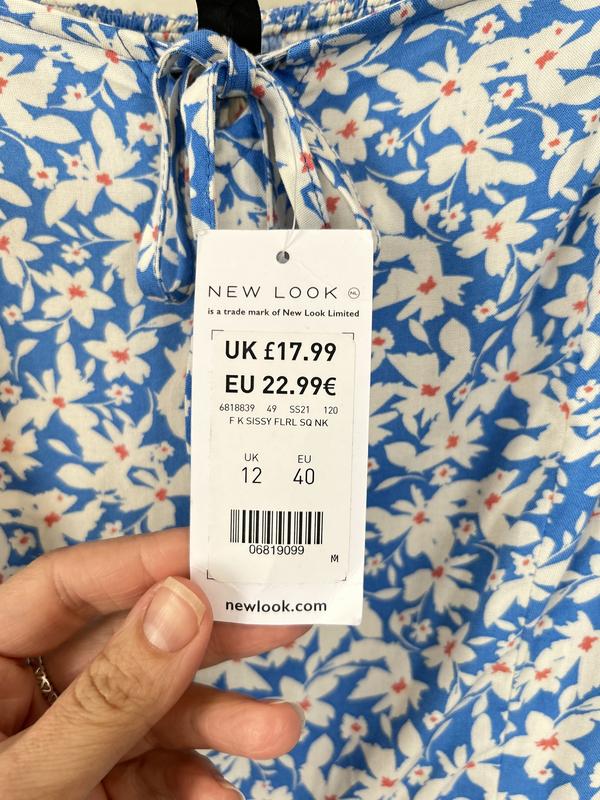 NEW LOOK NL
is a trade mark of New Look Limited
UK £17.99
EU 22.99€
6818839 49 SS21 120
F K SISSY FLRL SQ NK
UK EU
12 40
06819099
M
newlook.com